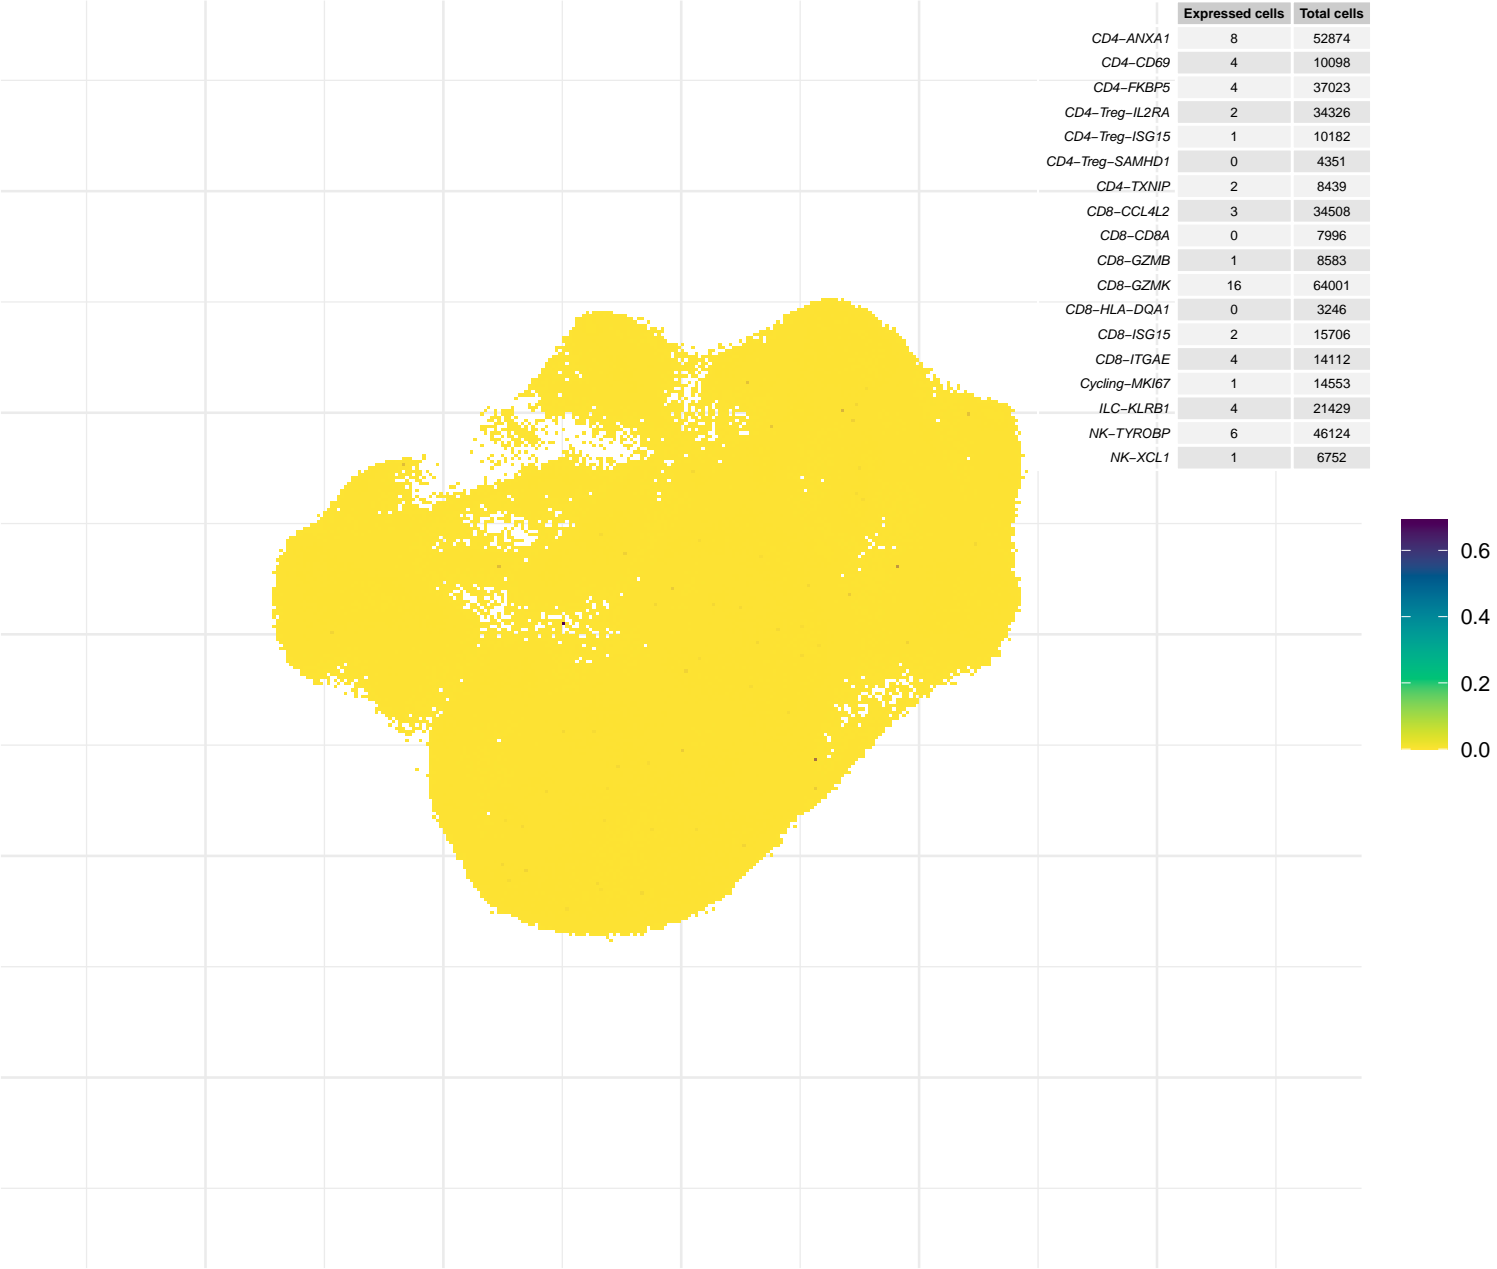 Expressed cells Total cells
CD4−ANXA1 8 52874
CD4−CD69 4 10098
CD4−FKBP5 4 37023
CD4−Treg−IL2RA 2 34326
CD4−Treg−ISG15 1 10182
CD4−Treg−SAMHD1 0 4351
CD4−TXNIP 2 8439
CD8−CCL4L2 3 34508
CD8−CD8A 0 7996
CD8−GZMB 1 8583
CD8−GZMK 16 64001
CD8−HLA−DQA1 0 3246
CD8−ISG15 2 15706
CD8−ITGAE 4 14112
Cycling−MKI67 1 14553
ILC−KLRB1 4 21429
NK−TYROBP 6 46124
NK−XCL1 1 6752
0.6
0.4
0.2
0.0